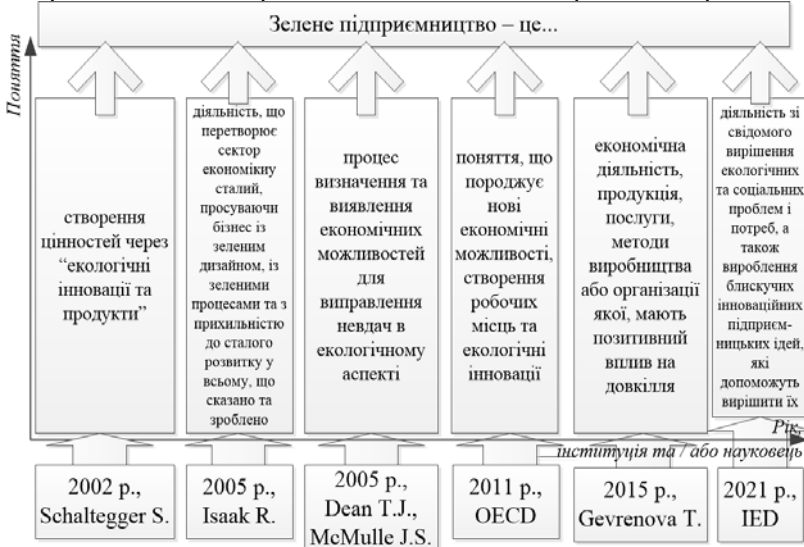 Зелене підприємництво – це...
Поняття
створення
цінностей через
“екологічні
інновації та
продукти”
діяльність, що
перетворює
сектор
економікиу
сталий,
просуваючи
бізнес із
зеленим
дизайном, із
зеленими
процесами та з
прихильністю
до сталого
розвитку у
всьому, що
сказано та
зроблено
процес
визначення та
виявлення
економічних
можливостей
для
виправлення
невдач в
екологічному
аспекті
поняття, що
породжує
нові
економічні
можливості,
створення
робочих
місць та
екологічні
інновації
економічна
діяльність,
продукція,
послуги,
методи
виробництва
або організації
якої, мають
позитивний
вплив на
довкілля
діяльність зі
свідомого
вирішення
екологічних
та соціальних
проблем і
потреб, а
також
вироблення
блискучих
інноваційних
підприєм-
ницьких ідей,
які
допоможуть
вирішити їх
Рік,
інституція та / або науковець
2002 р.,
Schaltegger S.
2005 р.,
Isaak R.
2005 р.,
Dean T.J.,
McMulle J.S.
2011 р.,
OECD
2015 р.,
Gevrenova T.
2021 р.,
IED